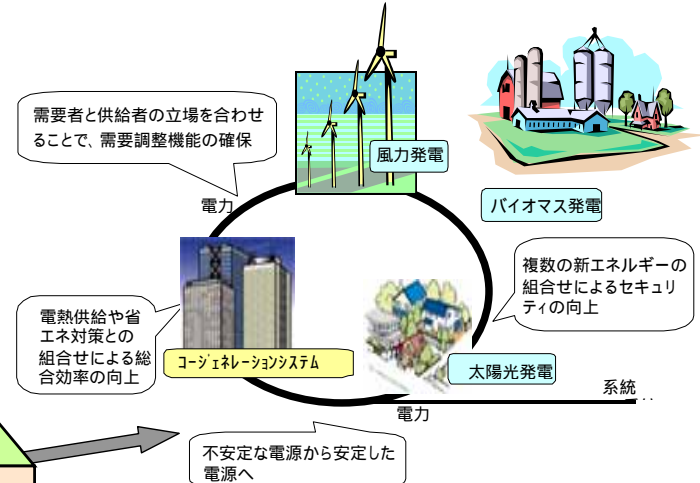 需要者と供給者の立場を合わせ
ることで、需要調整機能の確保
風力発電
電力
バイオマス発電
複数の新エネルギーの
組合せによるセキュリ
ティの向上
電熱供給や省
エネ対策との
組合せによる総
合効率の向上
コージェネレーションシステム
太陽光発電
系統
電力
不安定な電源から安定した
電源へ